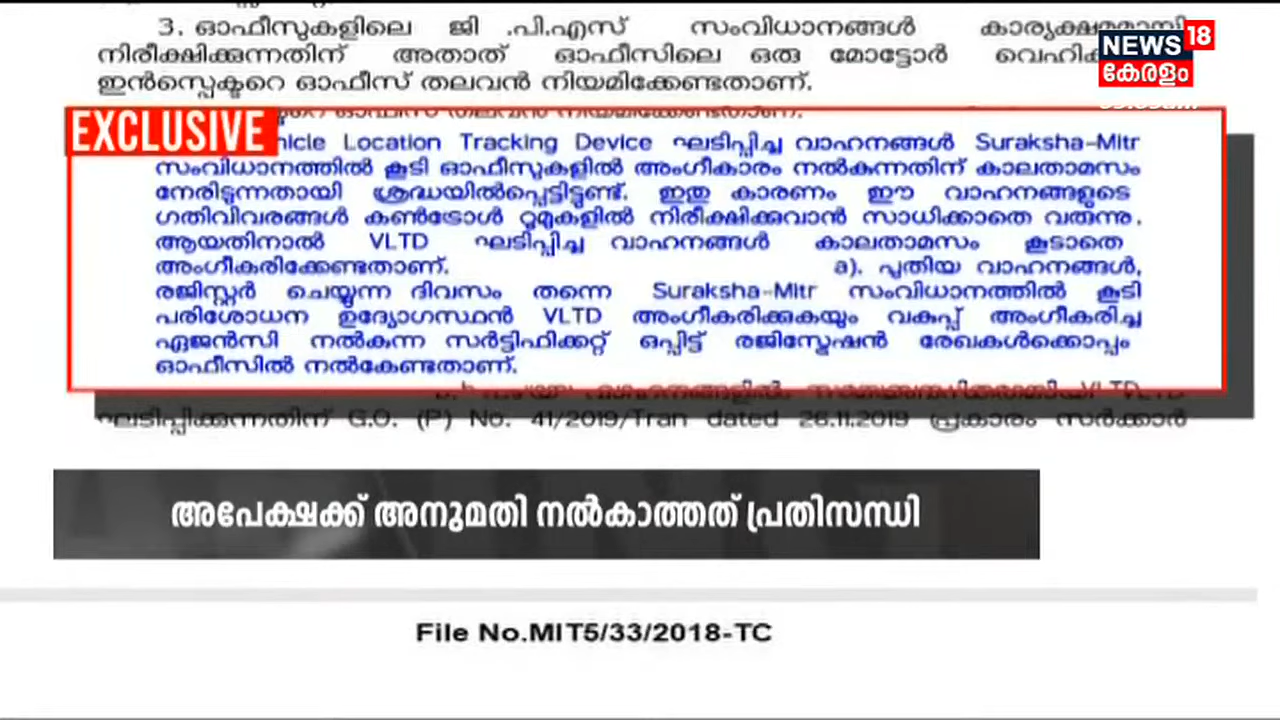 3. ഓഫീസുകളിലെ ജി .പി.എസ് സംവിധാനങ്ങൾ കാര്യക്ഷമമായി
നിരീക്ഷിക്കുന്നതിന് അതാത് ഓഫീസിലെ ഒരു മോട്ടോർ
ഇൻസ്പെക്ടറെ ഓഫീസ് തലവൻ നിയമിക്കേണ്ടതാണ്.
NEWS 18
കേരളം
EXCLUSIVE
Location Tracking Device ഘടിപ്പിച്ച വാഹനങ്ങൾ Suraksha-Mitr
സംവിധാനത്തിൽ കൂടി ഓഫീസുകളിൽ അംഗീകാരം നൽകുന്നതിന് കാലതാമസം
നേരിടുന്നതായി ശ്രദ്ധയിൽപ്പെട്ടിട്ടുണ്ട്. ഇതു കാരണം ഈ വാഹനങ്ങളുടെ
ഗതിവിവരങ്ങൾ കൺട്രോൾ റൂമുകളിൽ നിരീക്ഷിക്കുവാൻ സാധിക്കാതെ വരുന്നു.
ആയതിനാൽ VLTD ഘടിപ്പിച്ച വാഹനങ്ങൾ കാലതാമസം കൂടാതെ
അംഗീകരിക്കേണ്ടതാണ്. a). പുതിയ വാഹനങ്ങൾ,
രജിസ്റ്റർ ചെയ്യുന്ന ദിവസം തന്നെ Suraksha-Mitr സംവിധാനത്തിൽ കൂടി
പരിശോധന ഉദ്യോഗസ്ഥൻ VLTD അംഗീകരിക്കുകയും വകുപ്പ് അംഗീകരിച്ച
ഏജൻസി നൽകുന്ന സർട്ടിഫിക്കറ്റ് ഒപ്പിട്ട് രജിസ്ട്രേഷൻ രേഖകൾക്കൊപ്പം
ഓഫീസിൽ നൽകേണ്ടതാണ്.
ഘടിപ്പിക്കുന്നതിന് G.O. (P) No. 41/2019/Tran dated 26.11.2019 പ്രകാരം സർക്കാർ
അപേക്ഷക്ക് അനുമതി നൽകാത്തത് പ്രതിസന്ധി
File No.MIT5/33/2018-TC